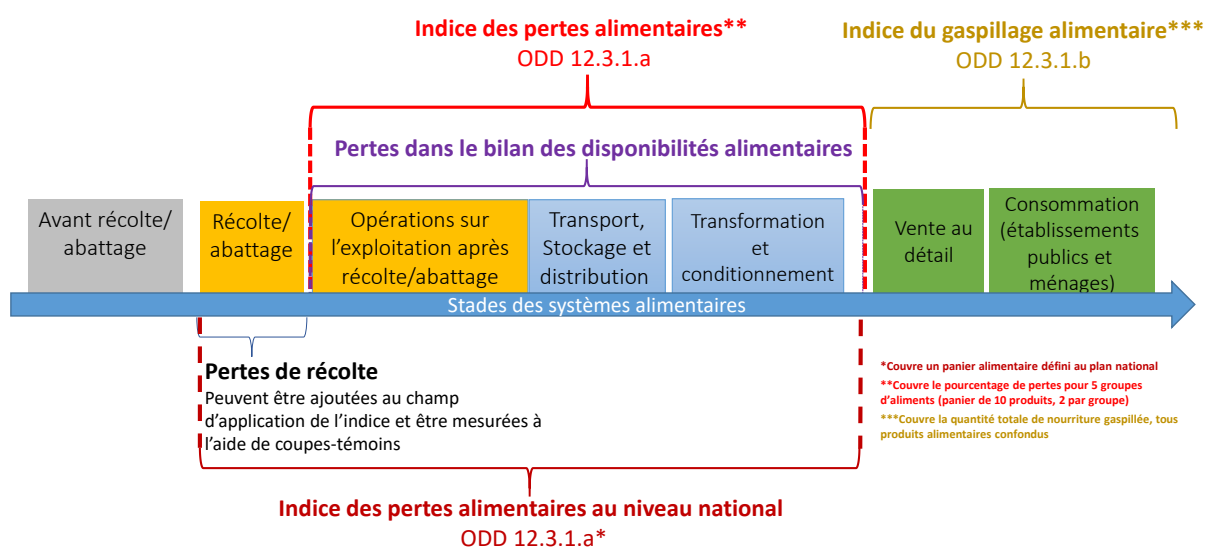 Indice des pertes alimentaires**
ODD 12.3.1.a
Indice du gaspillage alimentaire***
ODD 12.3.1.b
Pertes dans le bilan des disponibilités alimentaires
Avant récolte/
abattage
Récolte/
abattage
Opérations sur
l’exploitation après
récolte/abattage
Transport,
Stockage et
distribution
Transformation
et
conditionnement
Vente au
détail
Consommation
(établissements
publics et
ménages)
Stades des systèmes alimentaires
Pertes de récolte
Peuvent être ajoutées au champ
d’application de l’indice et être mesurées à
l’aide de coupes-témoins
*Couvre un panier alimentaire défini au plan national
**Couvre le pourcentage de pertes pour 5 groupes
d’aliments (panier de 10 produits, 2 par groupe)
***Couvre la quantité totale de nourriture gaspillée, tous
produits alimentaires confondus
Indice des pertes alimentaires au niveau national
ODD 12.3.1.a*